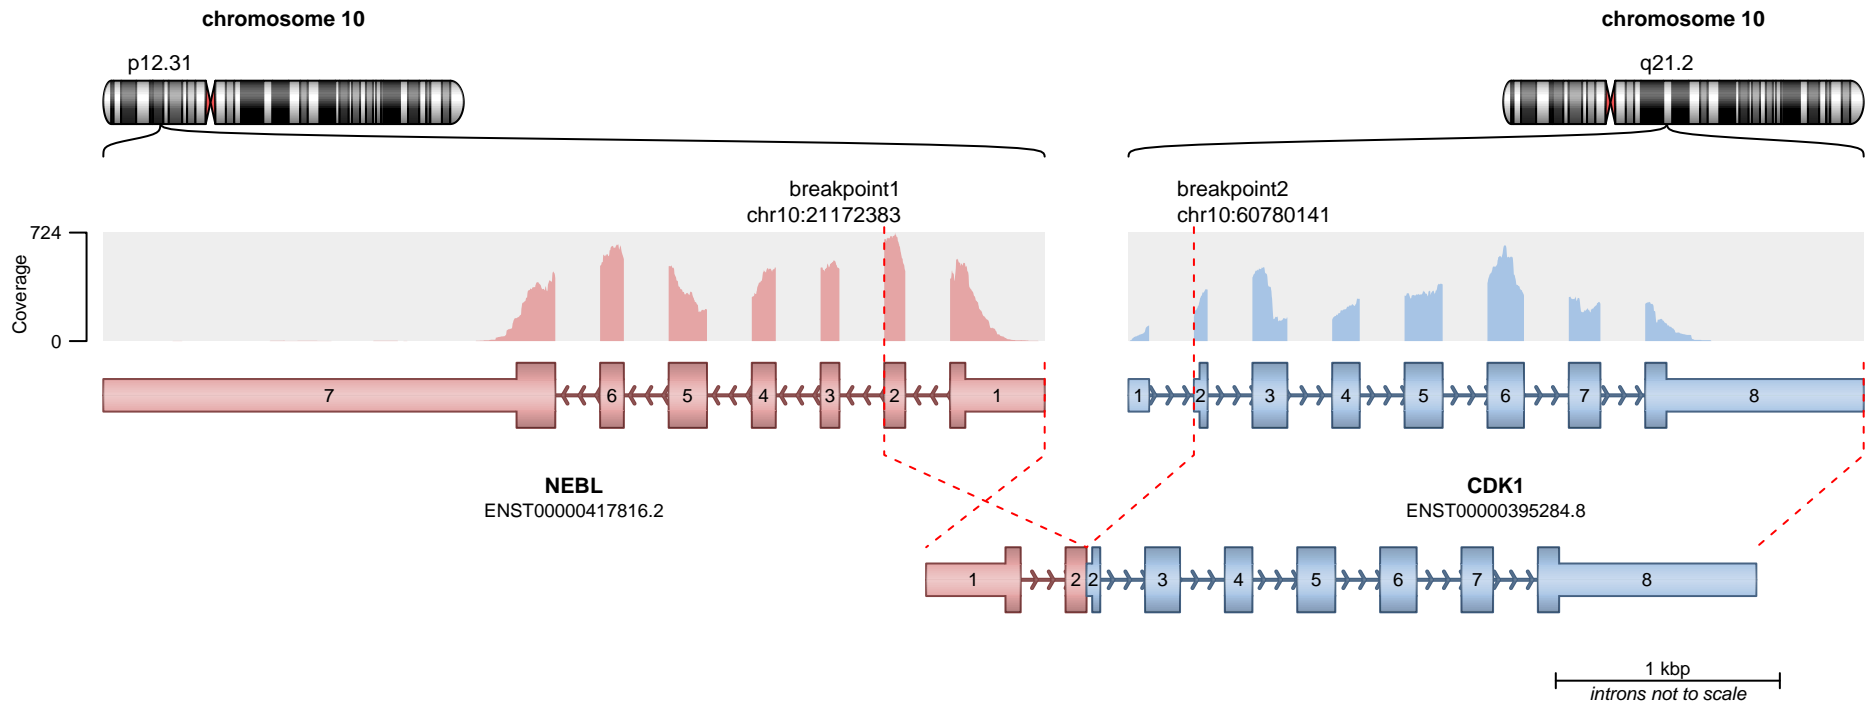 chromosome 10
chromosome 10
p12.31
q21.2
breakpoint1
chr10:21172383
breakpoint2
chr10:60780141
724
0
Coverage
7 6 5 4 3 2 1
1 2 3 4 5 6 7 8
NEBL
ENST00000417816.2
CDK1
ENST00000395284.8
1 2 2 3 4 5 6 7 8
1 kbp
introns not to scale